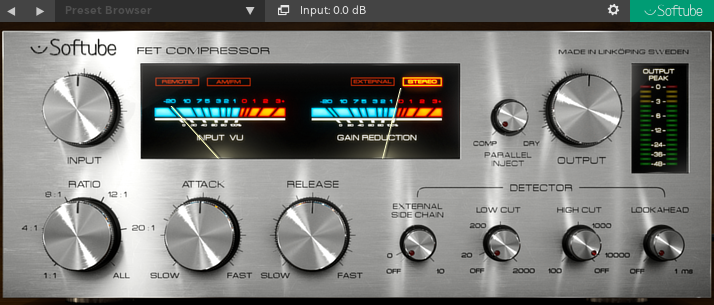 Preset Browser
Input: 0.0 dB
Softube
Softube
FET COMPRESSOR
MADE IN LINKÖPING SWEDEN
REMOTE
AM/FM
EXTERNAL
STEREO
-20 10 7 5 3 2 1 0 1 2 3+
-20 10 7 5 3 2 1 0 1 2 3+
INPUT VU
GAIN REDUCTION
INPUT
COMP
DRY
PARALLEL
INJECT
OUTPUT
OUTPUT
PEAK
0
-3
-6
-12
-24
-36
-48
RATIO
8:1
12:1
4:1
20:1
1:1
ALL
ATTACK
SLOW
FAST
RELEASE
SLOW
FAST
DETECTOR
EXTERNAL
SIDE CHAIN
0
OFF
10
LOW CUT
200
20
OFF
2000
HIGH CUT
1000
10000
100
OFF
LOOKAHEAD
OFF
1 ms